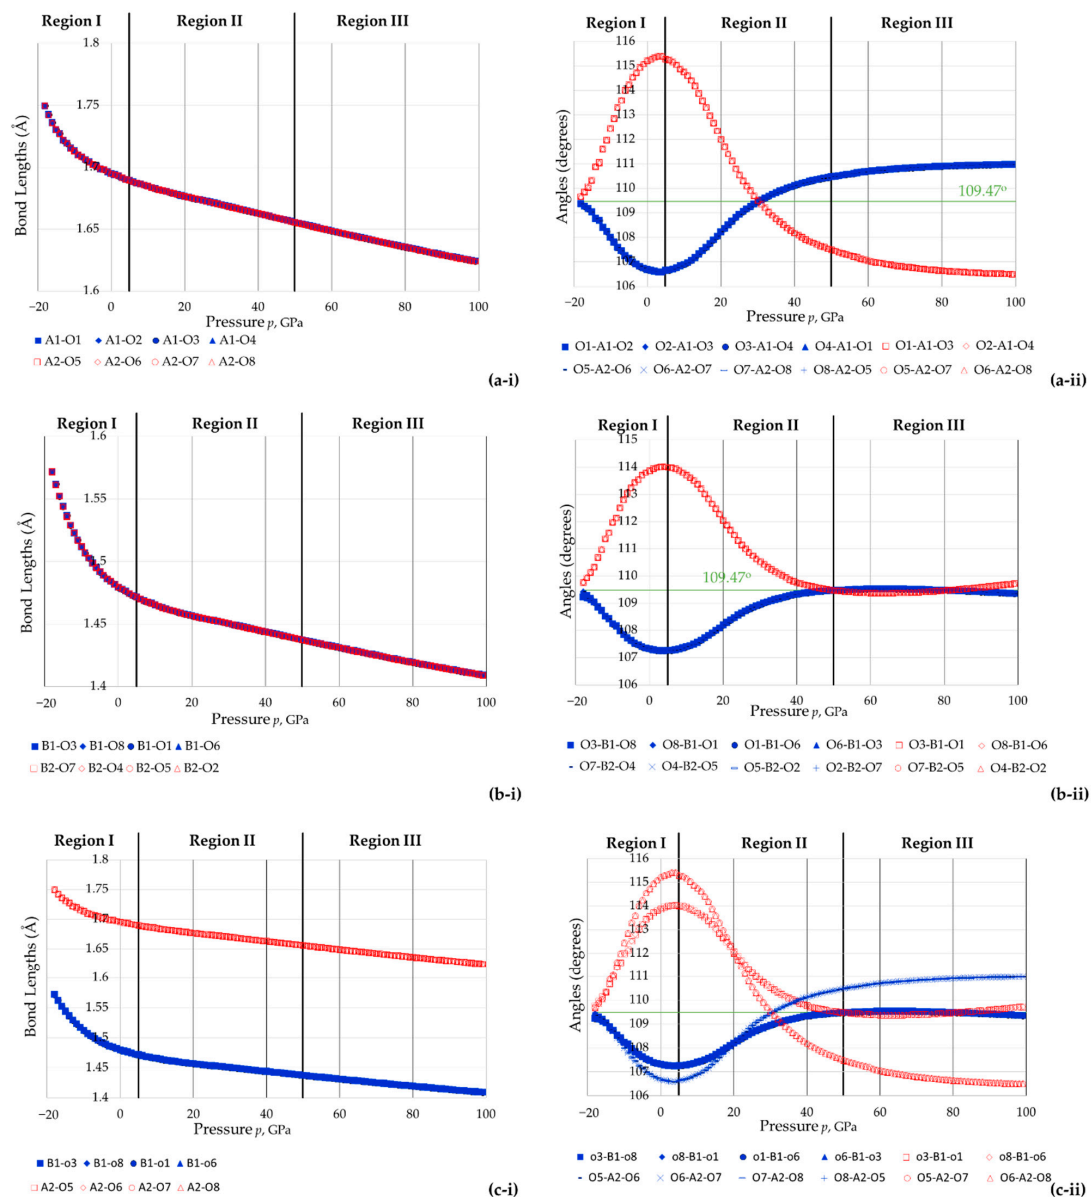 Region I Region II Region III
1.8
1.75
1.7
1.65
1.6
Bond Lengths (Å)
−20 0 20 40 60 80 100
Pressure p, GPa
A1-O1 A1-O2 A1-O3 A1-O4
A2-O5 A2-O6 A2-O7 A2-O8
(a-i)
Region I Region II Region III
116
115
114
113
112
111
110
109
108
107
106
Angles (degrees)
109.47º
−20 0 20 40 60 80 100
Pressure p, GPa
O1-A1-O2 O2-A1-O3 O3-A1-O4 O4-A1-O1 O1-A1-O3 O2-A1-O4
O5-A2-O6 O6-A2-O7 O7-A2-O8 O8-A2-O5 O5-A2-O7 O6-A2-O8
(a-ii)
Region I Region II Region III
1.6
1.55
1.5
1.45
1.4
Bond Lengths (Å)
−20 0 20 40 60 80 100
Pressure p, GPa
B1-O3 B1-O8 B1-O1 B1-O6
B2-O7 B2-O4 B2-O5 B2-O2
(b-i)
Region I Region II Region III
115
114
113
112
111
110
109
108
107
106
Angles (degrees)
109.47º
−20 0 20 40 60 80 100
Pressure p, GPa
O3-B1-O8 O8-B1-O1 O1-B1-O6 O6-B1-O3 O3-B1-O1 O8-B1-O6
O7-B2-O4 O4-B2-O5 O5-B2-O2 O2-B2-O7 O7-B2-O5 O4-B2-O2
(b-ii)
Region I Region II Region III
1.8
1.75
1.7
1.65
1.6
1.55
1.5
1.45
1.4
Bond Lengths (Å)
−20 0 20 40 60 80 100
Pressure p, GPa
B1-o3 B1-o8 B1-o1 B1-o6
A2-O5 A2-O6 A2-O7 A2-O8
(c-i)
Region I Region II Region III
116
115
114
113
112
111
110
109
108
107
106
Angles (degrees)
−20 0 20 40 60 80 100
Pressure p, GPa
o3-B1-o8 o8-B1-o1 o1-B1-o6 o6-B1-o3 o3-B1-o1 o8-B1-o6
O5-A2-O6 O6-A2-O7 O7-A2-O8 O8-A2-O5 O5-A2-O7 O6-A2-O8
(c-ii)